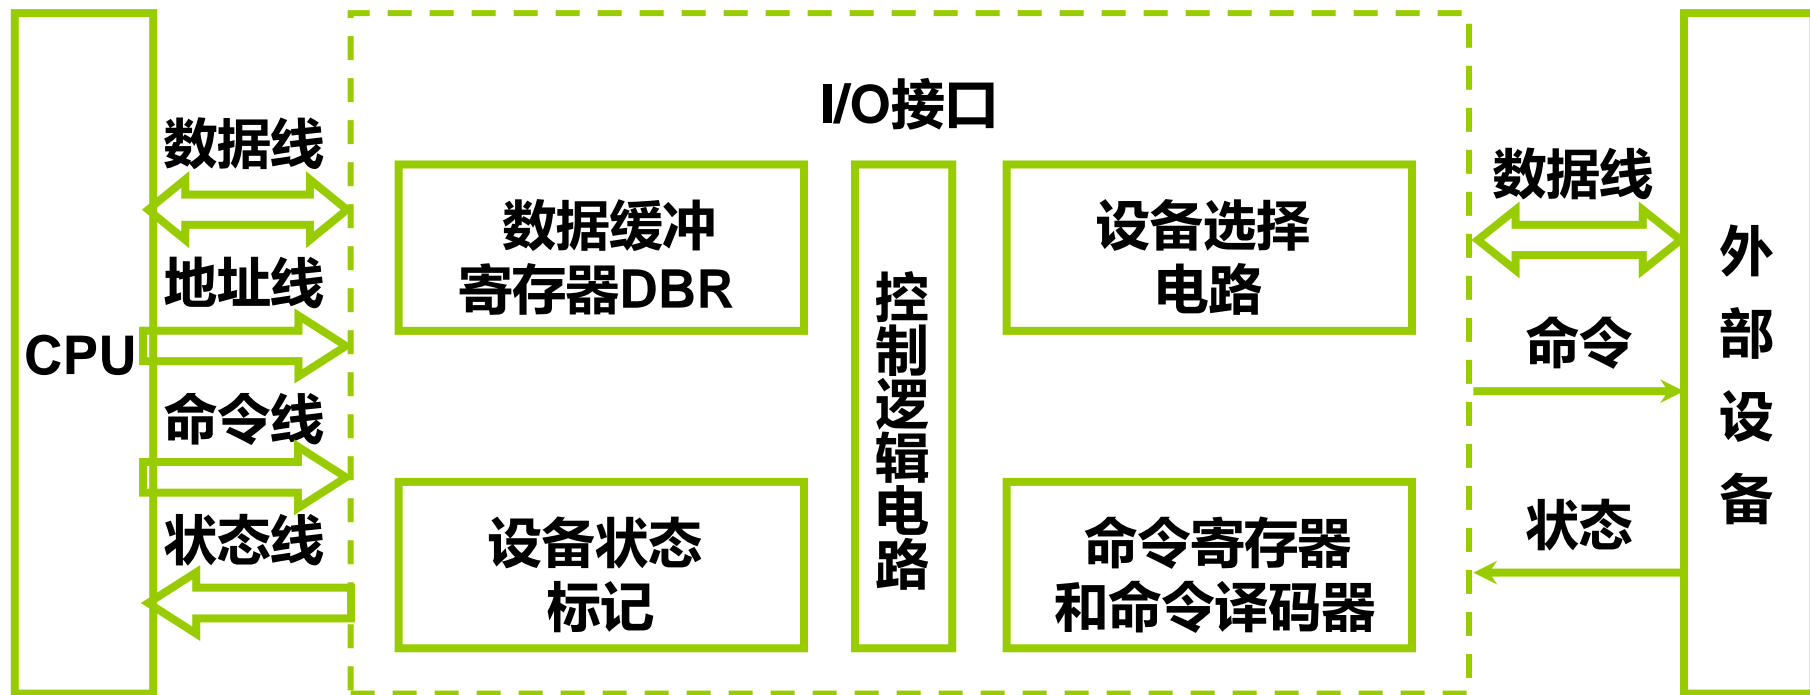 I/O接口
CPU
数据线
地址线
命令线
状态线
数据缓冲
寄存器DBR
设备状态
标记
控制逻辑电路
设备选择
电路
命令寄存器
和命令译码器
数据线
命令
状态
外部设备